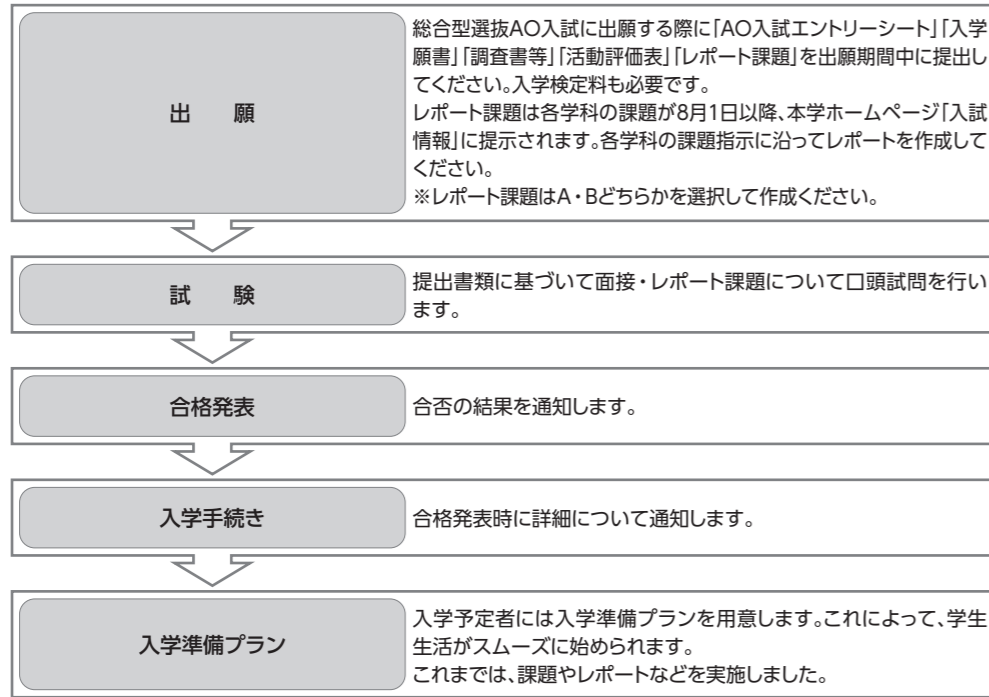 出　願
総合型選抜AO入試に出願する際に「AO入試エントリーシート」「入学
願書」「調査書等」「活動評価表」「レポート課題」を出願期間中に提出し
てください。入学検定料も必要です。
レポート課題は各学科の課題が8月1日以降、本学ホームページ「入試
情報」に提示されます。各学科の課題指示に沿ってレポートを作成して
ください。
※レポート課題はA・Bどちらかを選択して作成ください。
試　験
提出書類に基づいて面接・レポート課題について口頭試問を行い
ます。
合格発表
合否の結果を通知します。
入学手続き
合格発表時に詳細について通知します。
入学準備プラン
入学予定者には入学準備プランを用意します。これによって、学生
生活がスムーズに始められます。
これまでは、課題やレポートなどを実施しました。